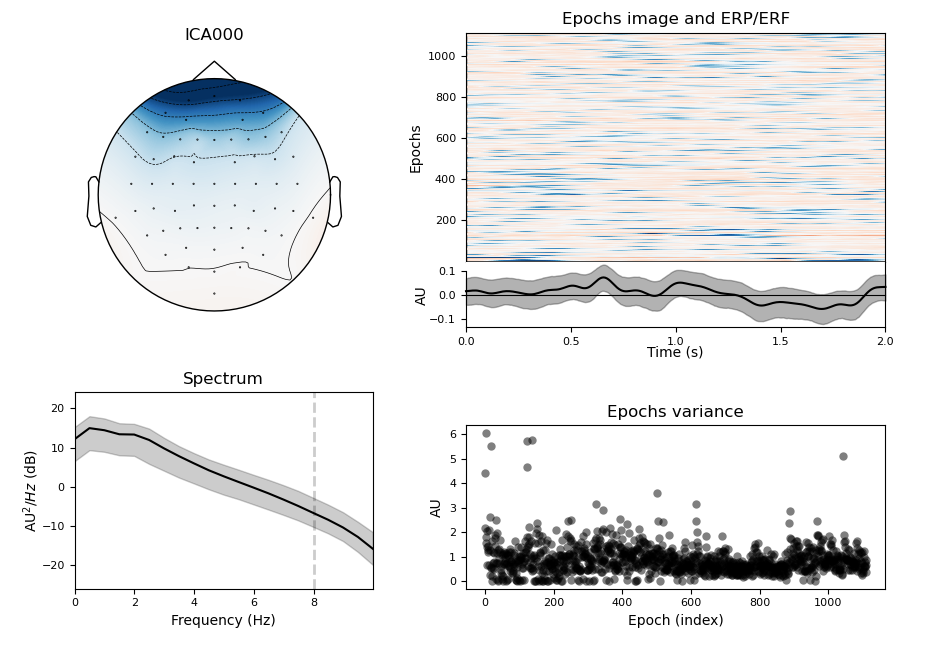 ICA000
Epochs image and ERP/ERF
Epochs
1000
800
600
400
200
AU
0.1
0.0
−0.1
0.0 0.5 1.0 1.5 2.0
Time (s)
Spectrum
AU²/Hz (dB)
20
10
0
−10
−20
0 2 4 6 8
Frequency (Hz)
Epochs variance
AU
6
5
4
3
2
1
0
0 200 400 600 800 1000
Epoch (index)